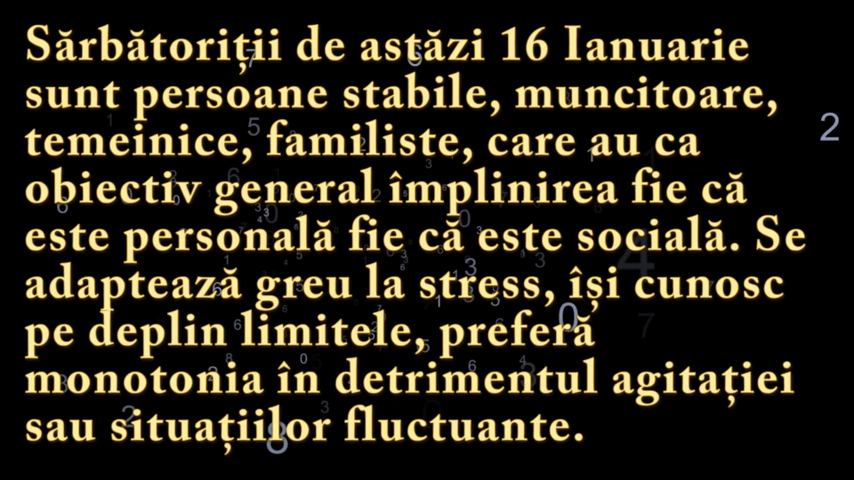 Sărbătoriții de astăzi 16 Ianuarie
sunt persoane stabile, muncitoare,
temeinice, familiste, care au ca
obiectiv general împlinirea fie că
este personală fie că este socială. Se
adaptează greu la stress, își cunosc
pe deplin limitele, preferă
monotonia în detrimentul agitației
sau situațiilor fluctuante.